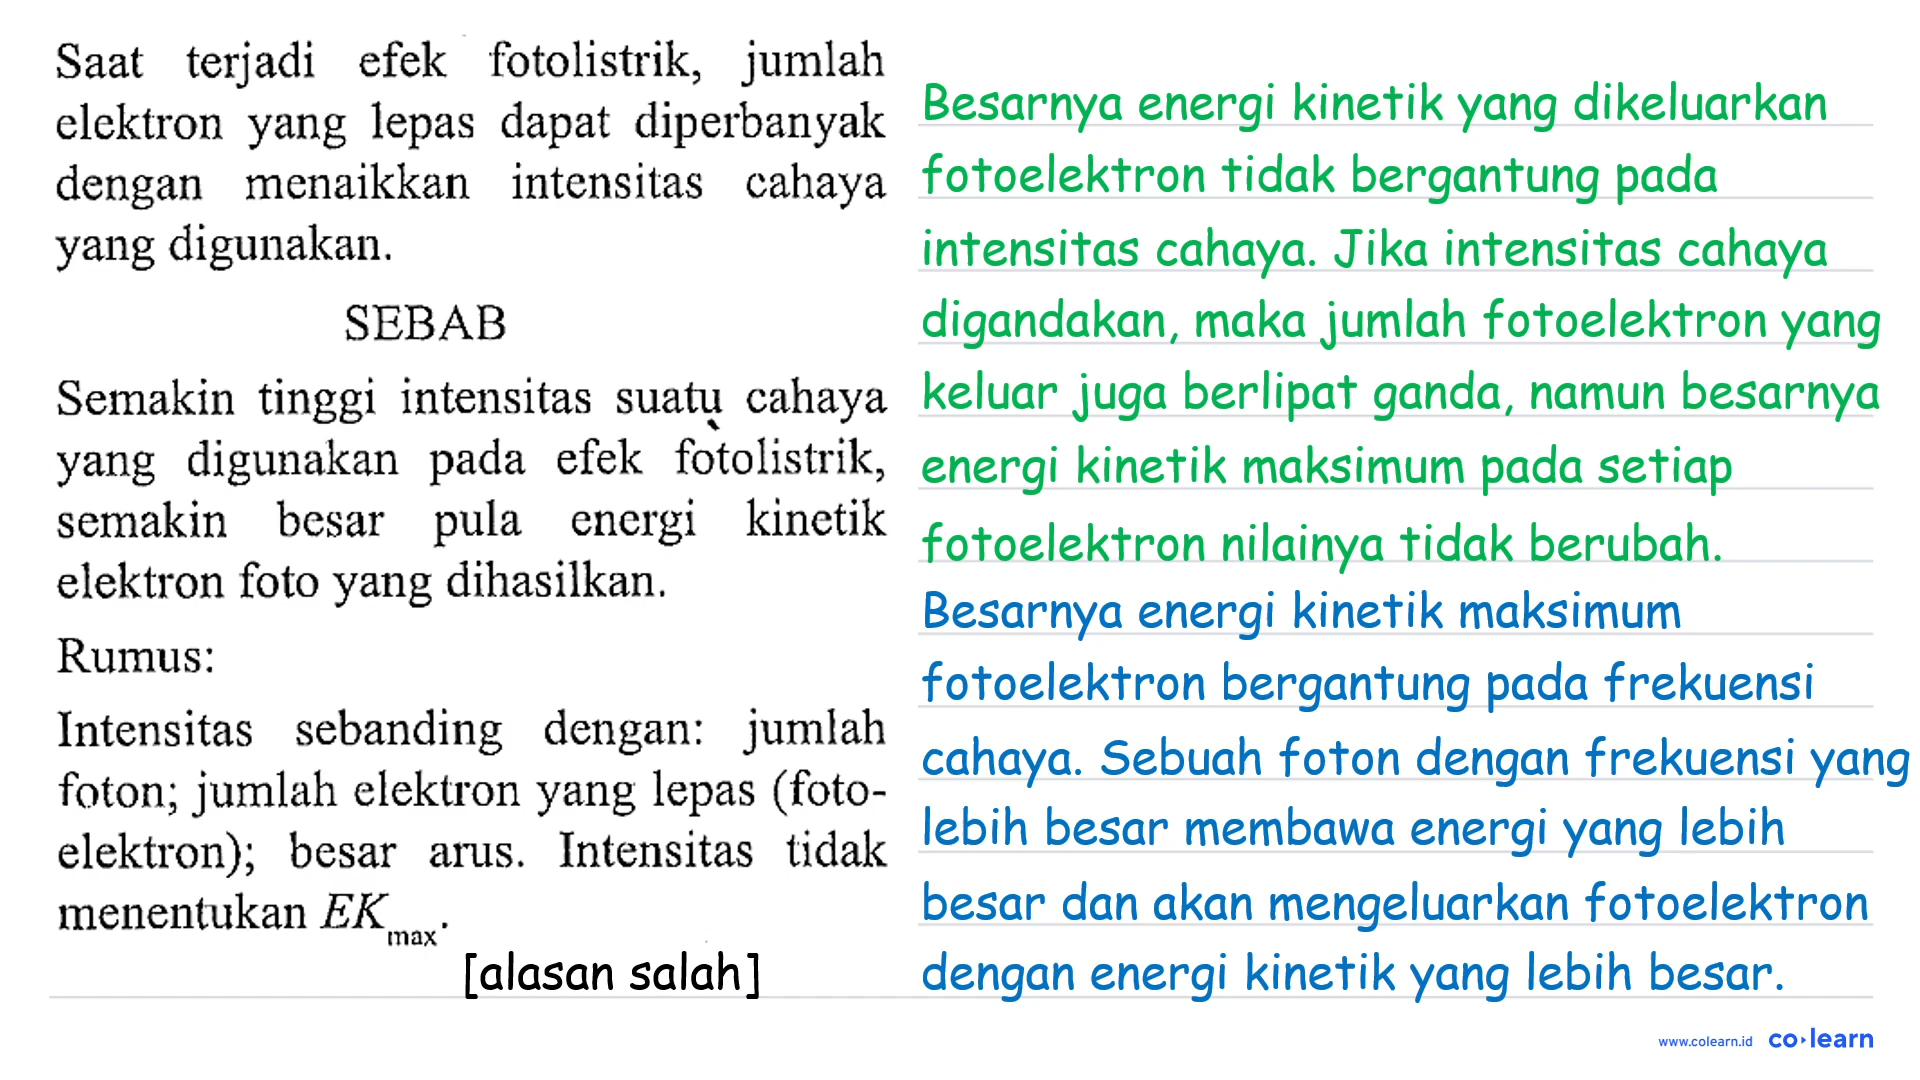 Saat terjadi efek fotolistrik, jumlah
elektron yang lepas dapat diperbanyak
dengan menaikkan intensitas cahaya
yang digunakan.
SEBAB
Semakin tinggi intensitas suatu cahaya
yang digunakan pada efek fotolistrik,
semakin besar pula energi kinetik
elektron foto yang dihasilkan.
Rumus:
Intensitas sebanding dengan: jumlah
foton; jumlah elektron yang lepas (foto-
elektron); besar arus. Intensitas tidak
menentukan EKmax.
[alasan salah]
Besarnya energi kinetik yang dikeluarkan
fotoelektron tidak bergantung pada
intensitas cahaya. Jika intensitas cahaya
digandakan, maka jumlah fotoelektron yang
keluar juga berlipat ganda, namun besarnya
energi kinetik maksimum pada setiap
fotoelektron nilainya tidak berubah.
Besarnya energi kinetik maksimum
fotoelektron bergantung pada frekuensi
cahaya. Sebuah foton dengan frekuensi yang
lebih besar membawa energi yang lebih
besar dan akan mengeluarkan fotoelektron
dengan energi kinetik yang lebih besar.
www.colearn.id co·learn